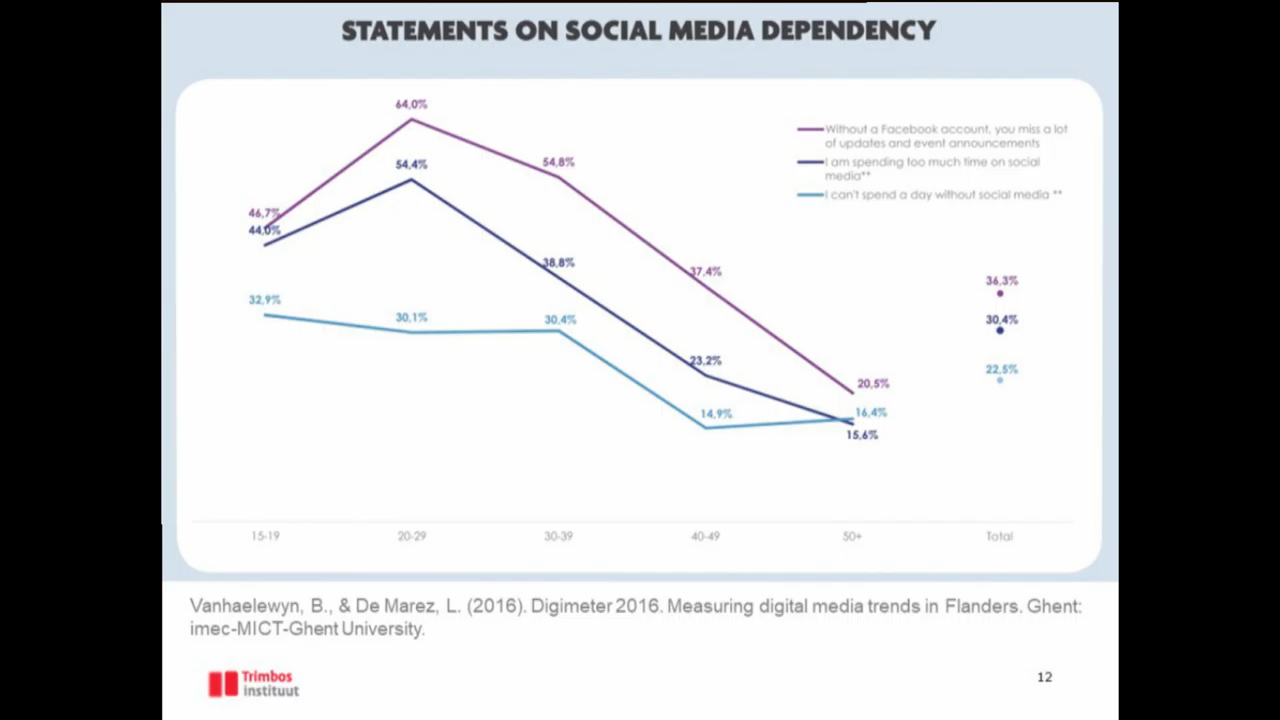 STATEMENTS ON SOCIAL MEDIA DEPENDENCY
64,0%
54,4%
54,8%
46,7%
44,0%
38,8%
37,4%
32,9%
30,1%
30,4%
23,2%
14,9%
20,5%
16,4%
15,6%
Without a Facebook account, you miss a lot
of updates and event announcements
I am spending too much time on social
media**
I can't spend a day without social media **
36,3%
30,4%
22,5%
15-19
20-29
30-39
40-49
50+
Total
Vanhaelewyn, B., & De Marez, L. (2016). Digimeter 2016. Measuring digital media trends in Flanders. Ghent:
imec-MICT-Ghent University.
Trimbos
instituut
12